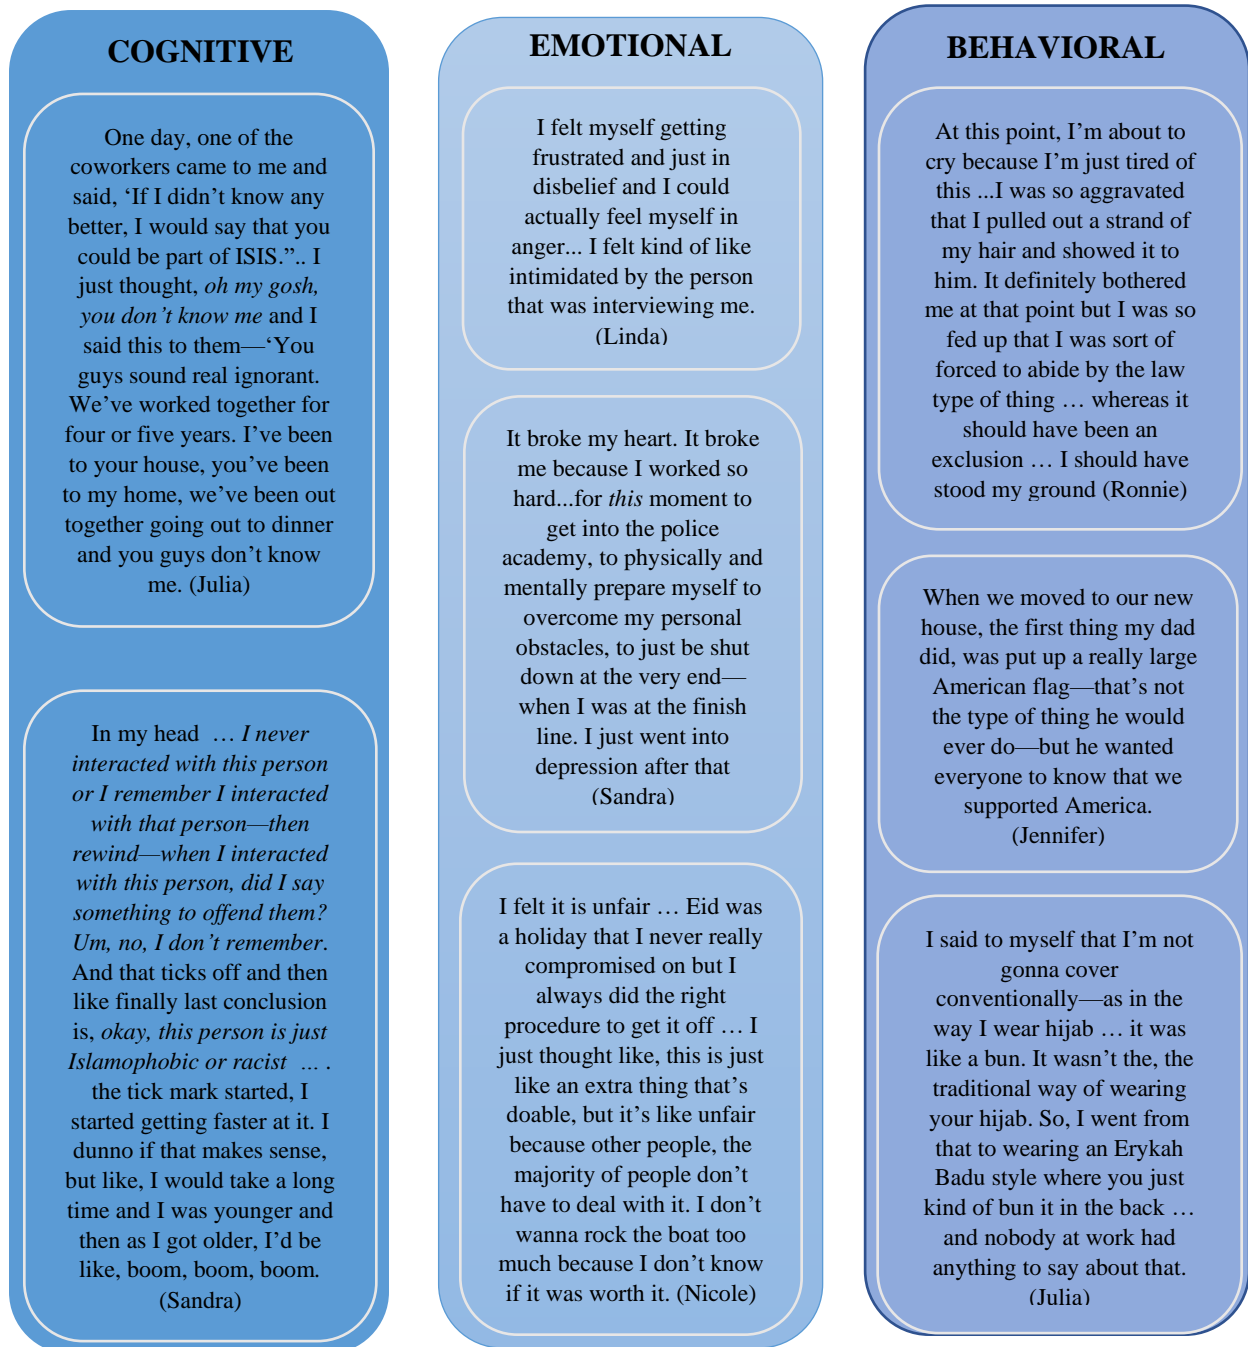 COGNITIVE
One day, one of the
coworkers came to me and
said, ‘If I didn’t know any
better, I would say that you
could be part of ISIS.”.. I
just thought, oh my gosh,
you don’t know me and I
said this to them—‘You
guys sound real ignorant.
We’ve worked together for
four or five years. I’ve been
to your house, you’ve been
to my home, we’ve been out
together going out to dinner
and you guys don’t know
me. (Julia)
In my head … I never
interacted with this person
or I remember I interacted
with that person—then
rewind—when I interacted
with this person, did I say
something to offend them?
Um, no, I don’t remember.
And that ticks off and then
like finally last conclusion
is, okay, this person is just
Islamophobic or racist ... .
the tick mark started, I
started getting faster at it. I
dunno if that makes sense,
but like, I would take a long
time and I was younger and
then as I got older, I’d be
like, boom, boom, boom.
(Sandra)
EMOTIONAL
I felt myself getting
frustrated and just in
disbelief and I could
actually feel myself in
anger... I felt kind of like
intimidated by the person
that was interviewing me.
(Linda)
It broke my heart. It broke
me because I worked so
hard...for this moment to
get into the police
academy, to physically and
mentally prepare myself to
overcome my personal
obstacles, to just be shut
down at the very end—
when I was at the finish
line. I just went into
depression after that
(Sandra)
I felt it is unfair … Eid was
a holiday that I never really
compromised on but I
always did the right
procedure to get it off … I
just thought like, this is just
like an extra thing that’s
doable, but it’s like unfair
because other people, the
majority of people don’t
have to deal with it. I don’t
wanna rock the boat too
much because I don’t know
if it was worth it. (Nicole)
BEHAVIORAL
At this point, I’m about to
cry because I’m just tired of
this ...I was so aggravated
that I pulled out a strand of
my hair and showed it to
him. It definitely bothered
me at that point but I was so
fed up that I was sort of
forced to abide by the law
type of thing … whereas it
should have been an
exclusion … I should have
stood my ground (Ronnie)
When we moved to our new
house, the first thing my dad
did, was put up a really large
American flag—that’s not
the type of thing he would
ever do—but he wanted
everyone to know that we
supported America.
(Jennifer)
I said to myself that I’m not
gonna cover
conventionally—as in the
way I wear hijab … it was
like a bun. It wasn’t the, the
traditional way of wearing
your hijab. So, I went from
that to wearing an Erykah
Badu style where you just
kind of bun it in the back …
and nobody at work had
anything to say about that.
(Julia)